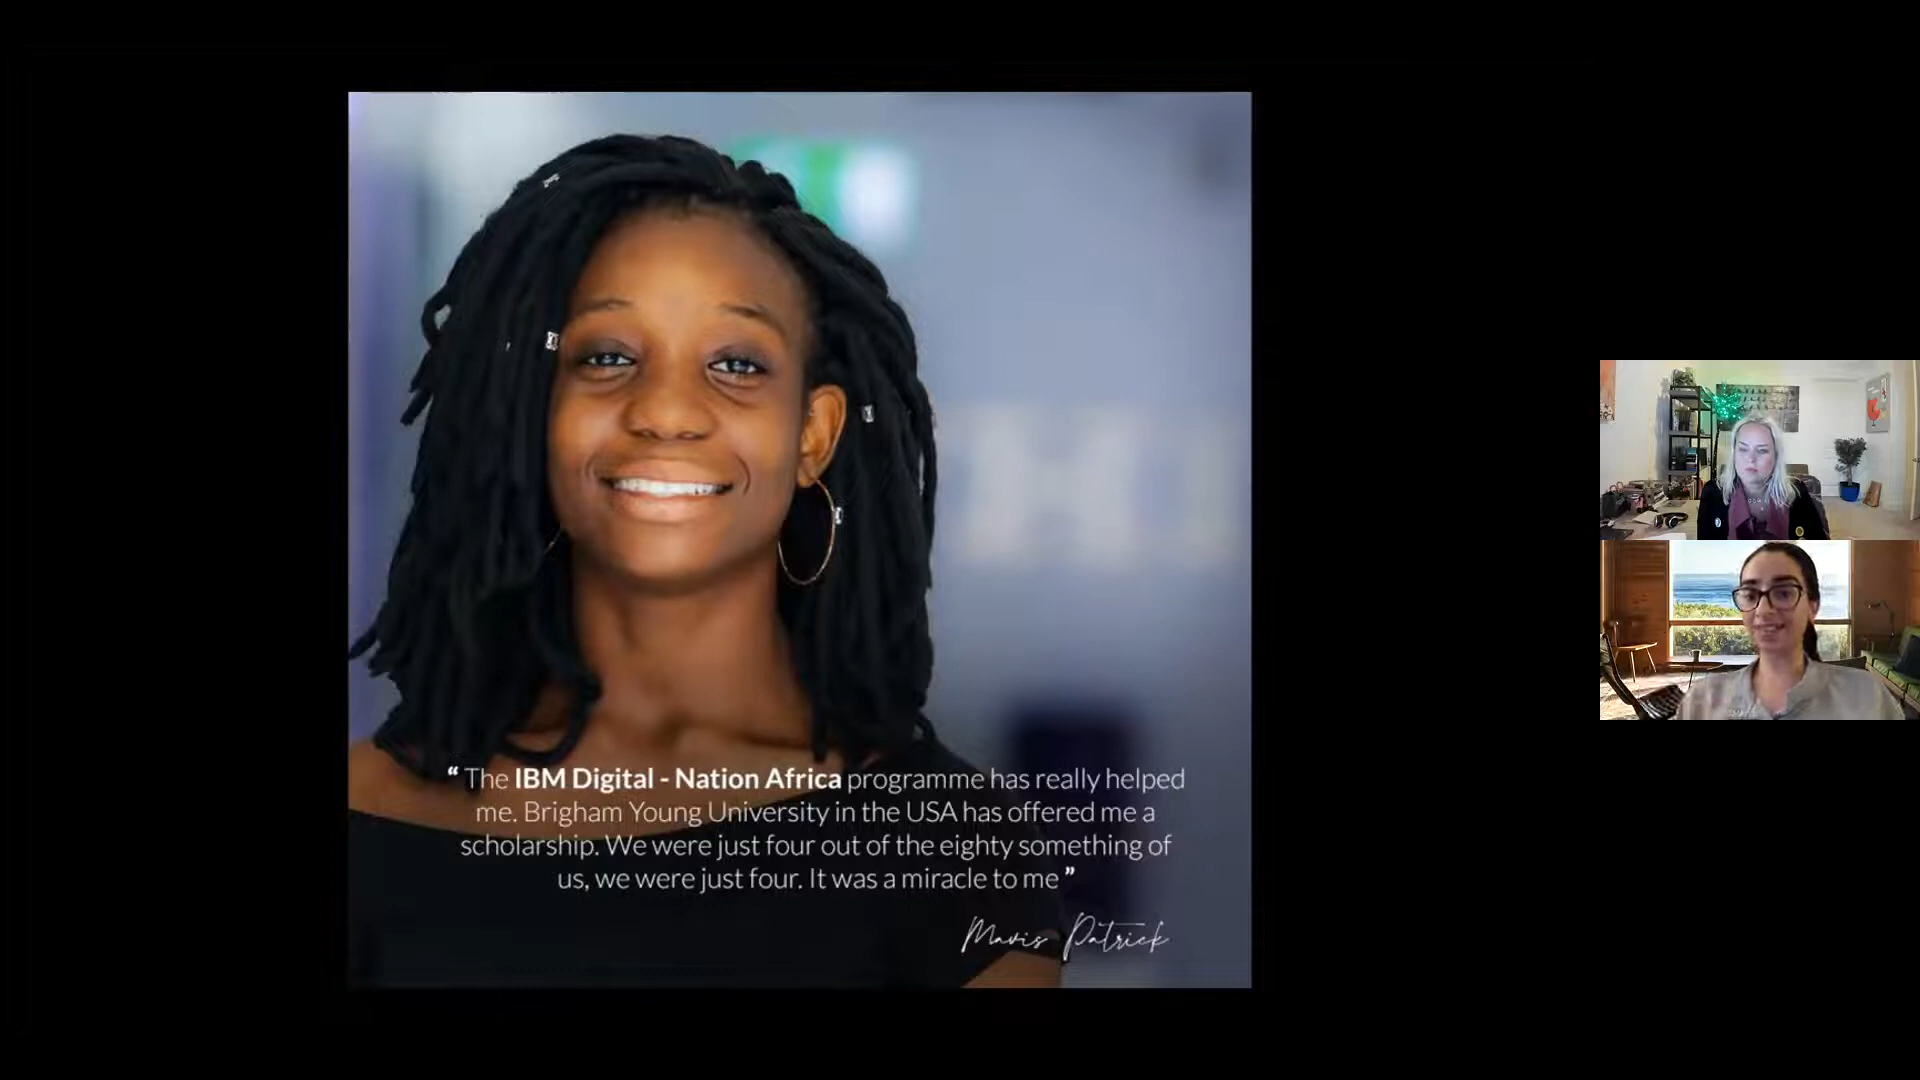 “ The IBM Digital - Nation Africa programme has really helped
me. Brigham Young University in the USA has offered me a
scholarship. We were just four out of the eighty something of
us, we were just four. It was a miracle to me ”
Mavis Patrick